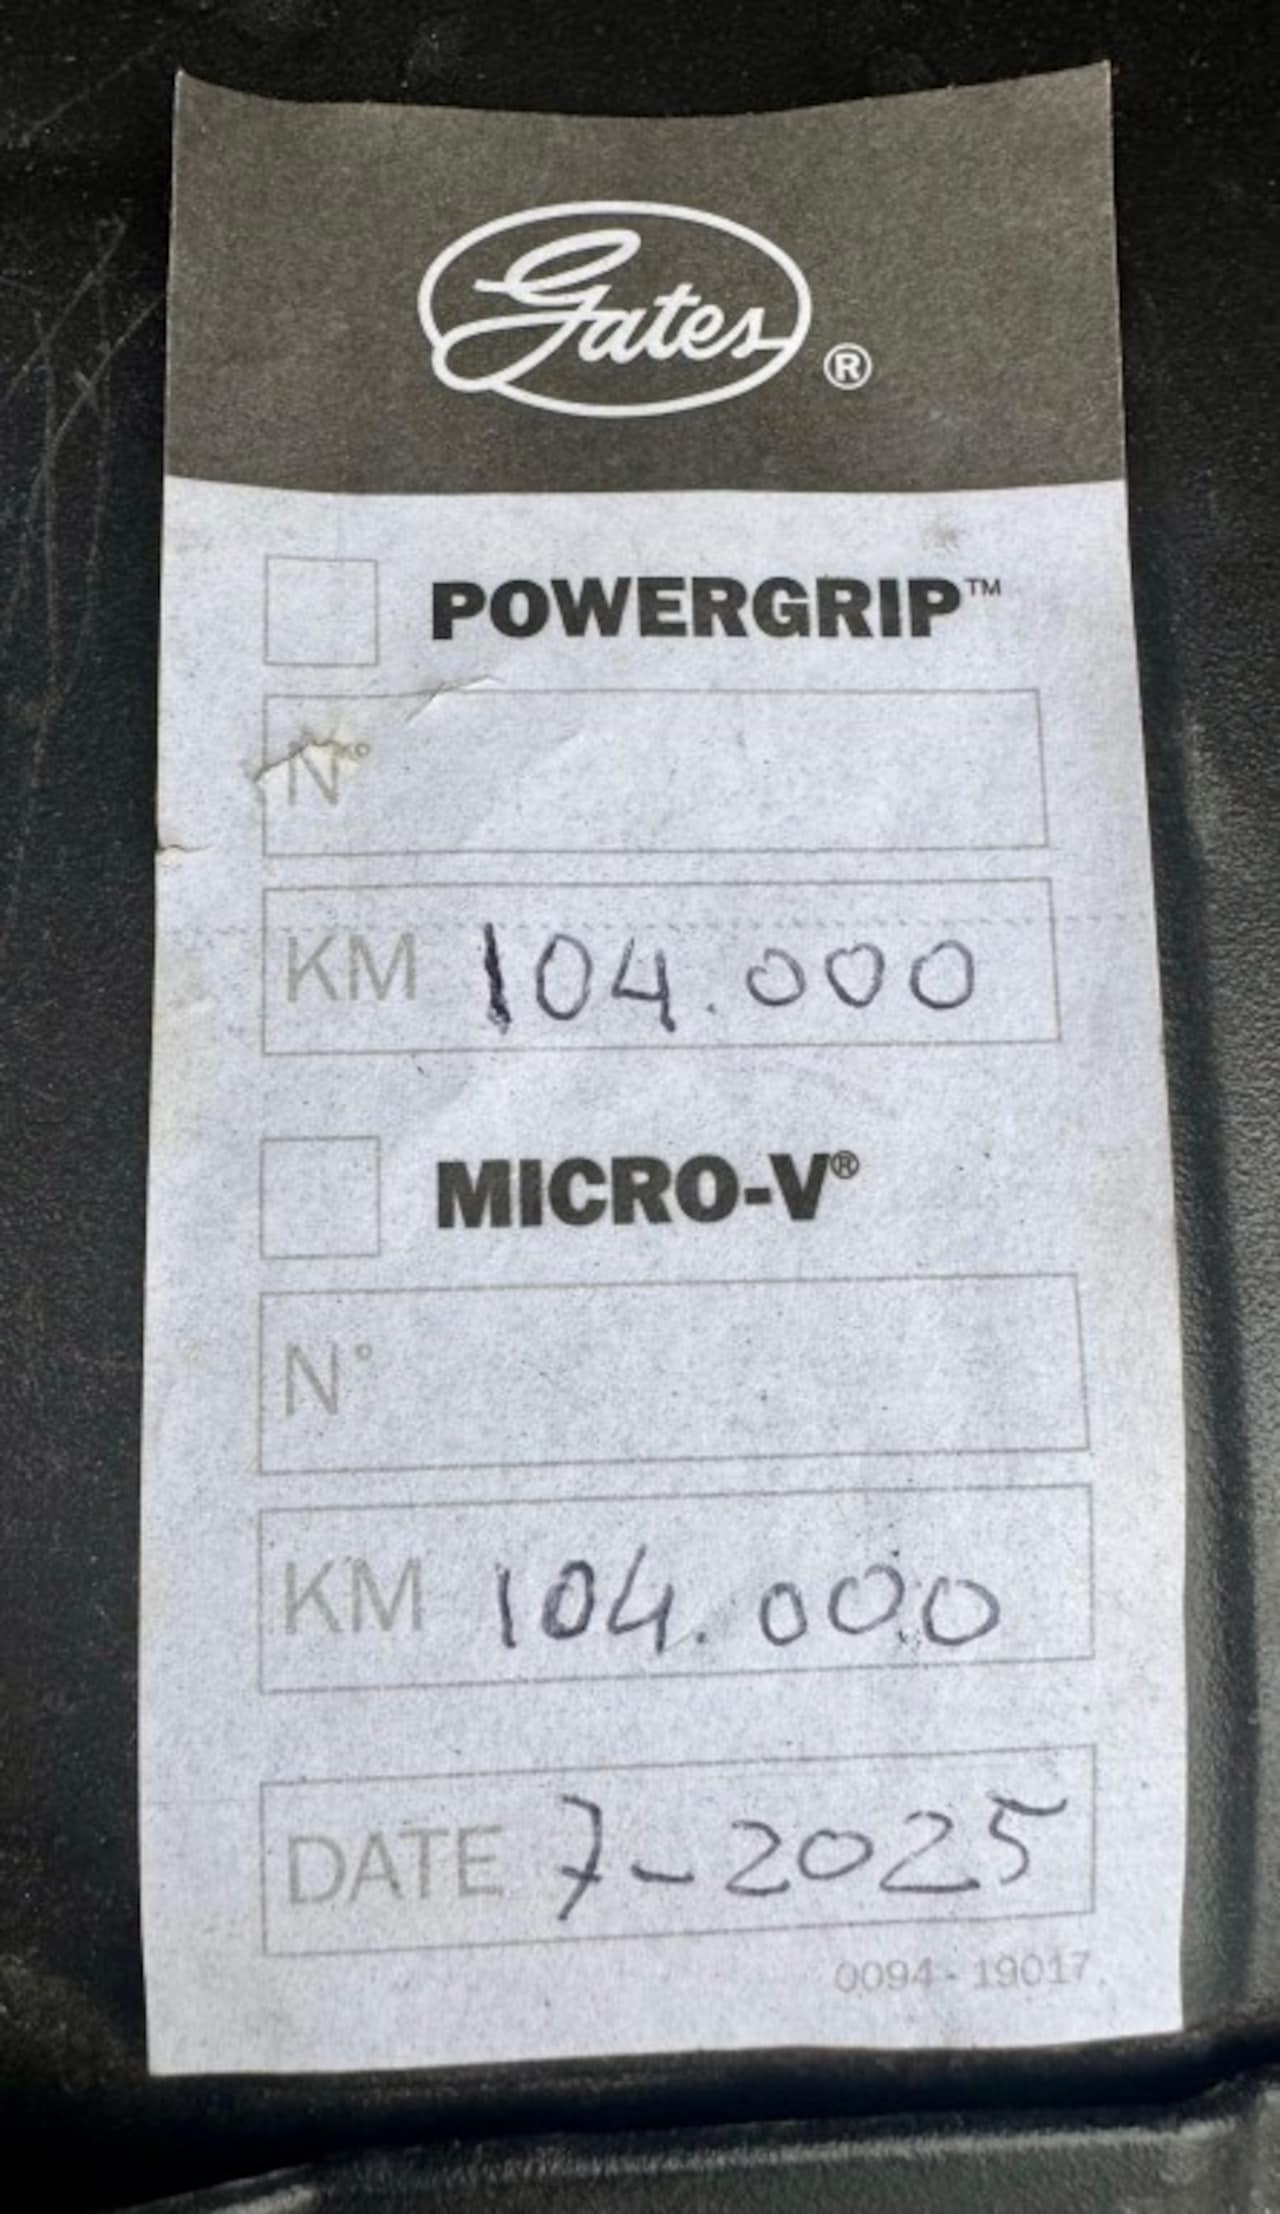 Gates®
POWERGRIP™
N°
KM 104.000
MICRO-V®
N°
KM 104.000
DATE 7-2025
0094-19017